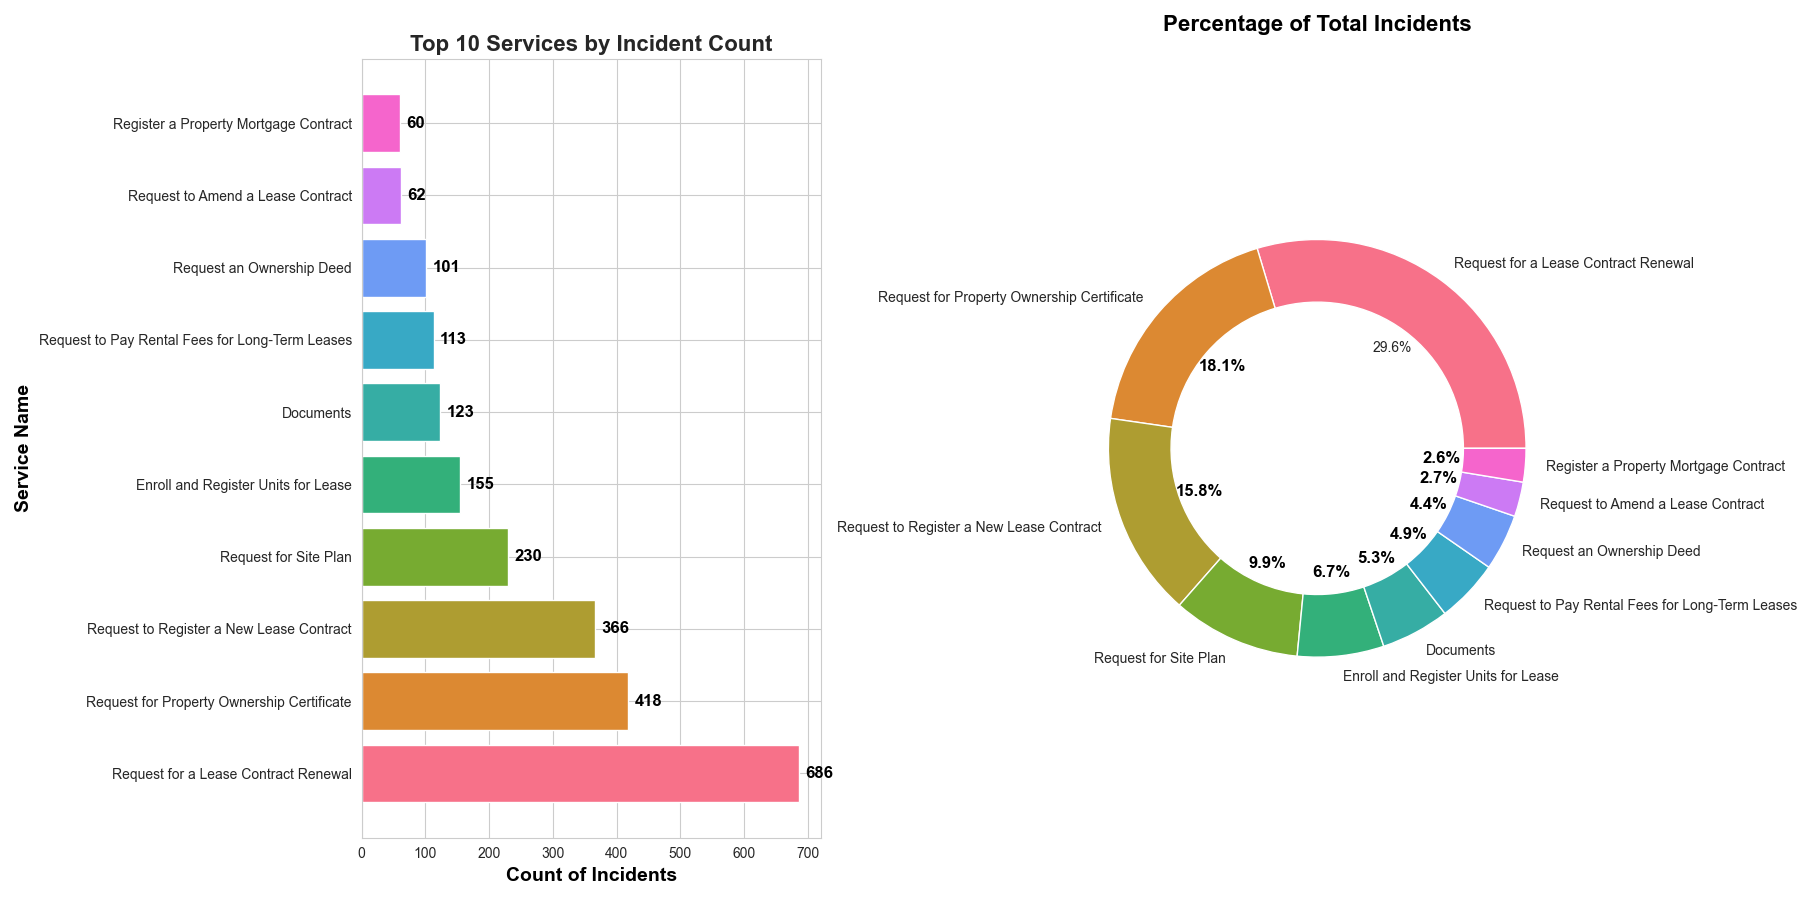 Top 10 Services by Incident Count
Register a Property Mortgage Contract
60
Request to Amend a Lease Contract
62
Request an Ownership Deed
101
Request to Pay Rental Fees for Long-Term Leases
113
Documents
123
Enroll and Register Units for Lease
155
Request for Site Plan
230
Request to Register a New Lease Contract
366
Request for Property Ownership Certificate
418
Request for a Lease Contract Renewal
686
0 100 200 300 400 500 600 700
Count of Incidents
Service Name
Percentage of Total Incidents
Request for a Lease Contract Renewal
29.6%
Request for Property Ownership Certificate
18.1%
Request to Register a New Lease Contract
15.8%
Request for Site Plan
9.9%
Enroll and Register Units for Lease
6.7%
Documents
5.3%
Request to Pay Rental Fees for Long-Term Leases
4.9%
Request an Ownership Deed
4.4%
Request to Amend a Lease Contract
2.7%
Register a Property Mortgage Contract
2.6%